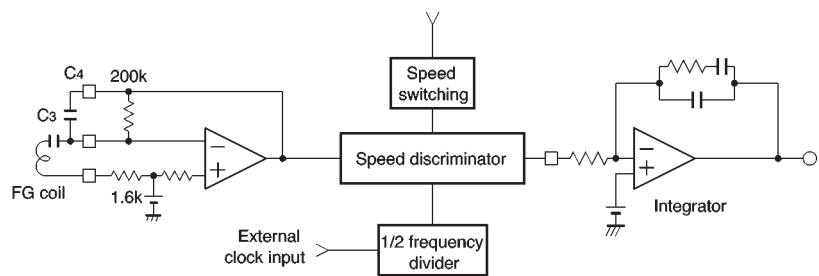 C4
200k
C3
FG coil
1.6k
−
+
Speed
switching
Speed discriminator
External
clock input
1/2 frequency
divider
−
+
Integrator